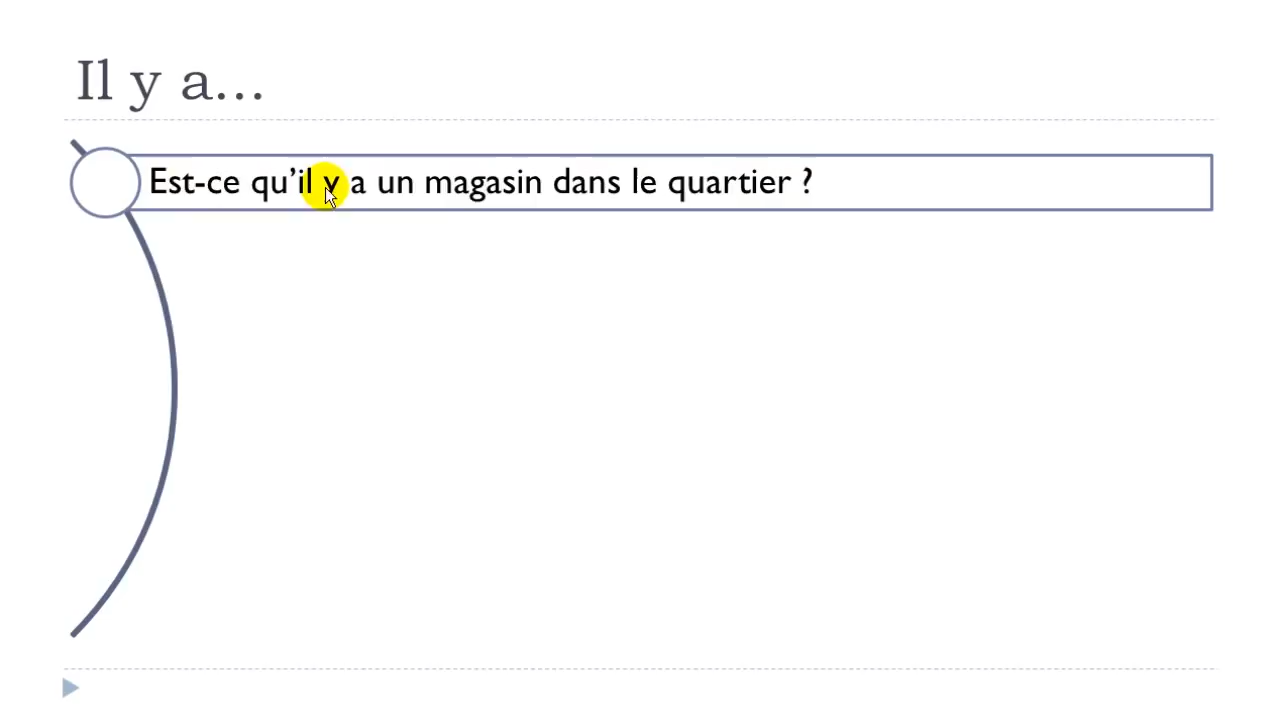 Il y a…
Est-ce qu’il y a un magasin dans le quartier ?